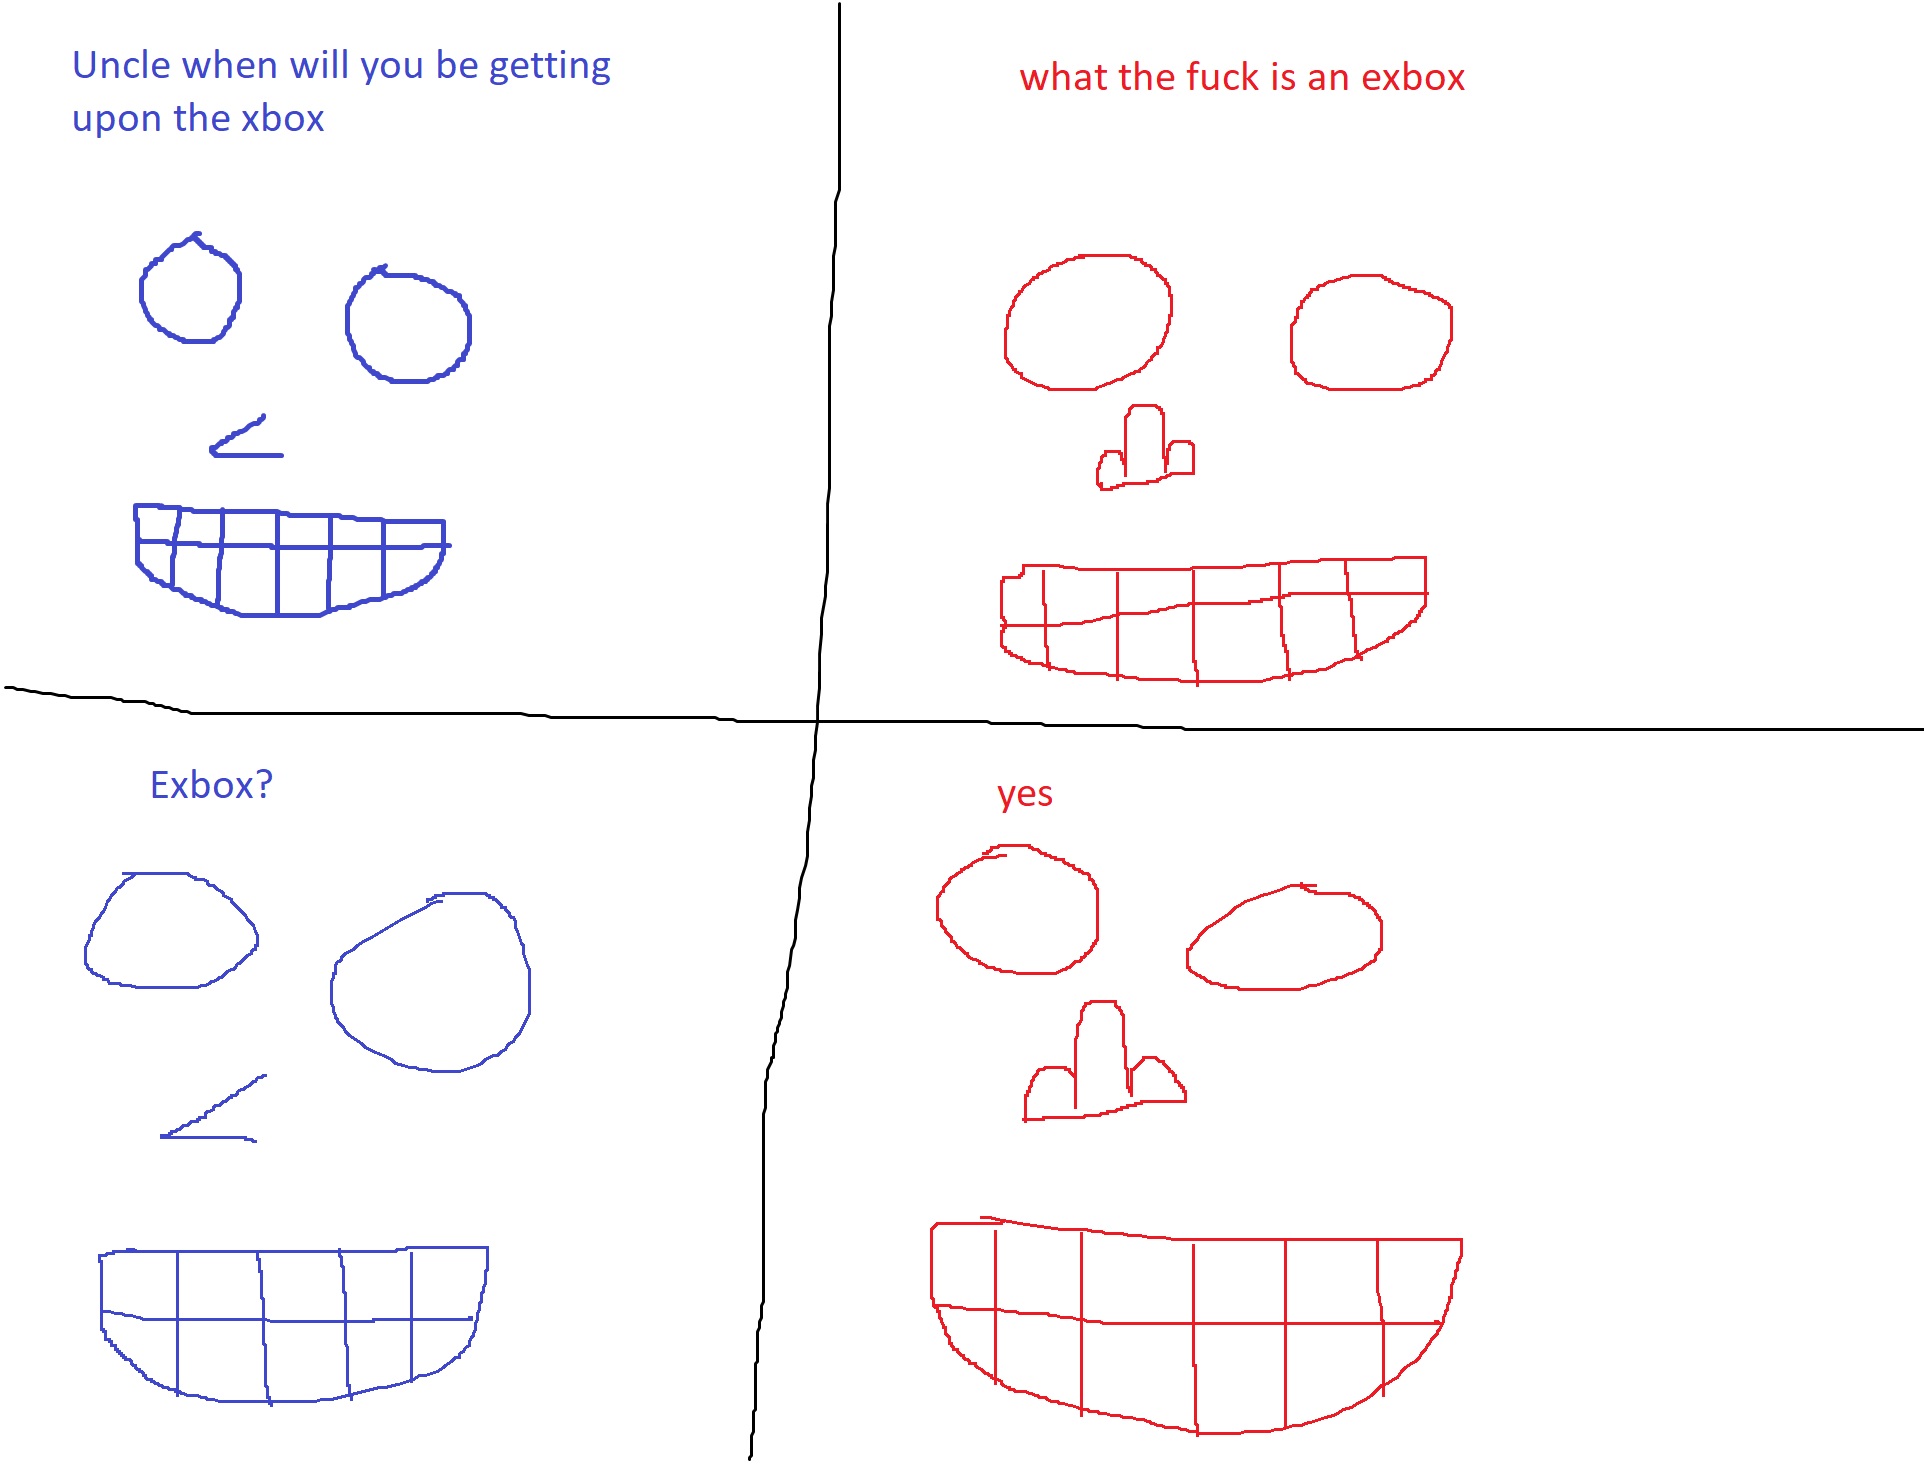 Uncle when will you be getting
upon the xbox
what the fuck is an exbox
Exbox?
yes